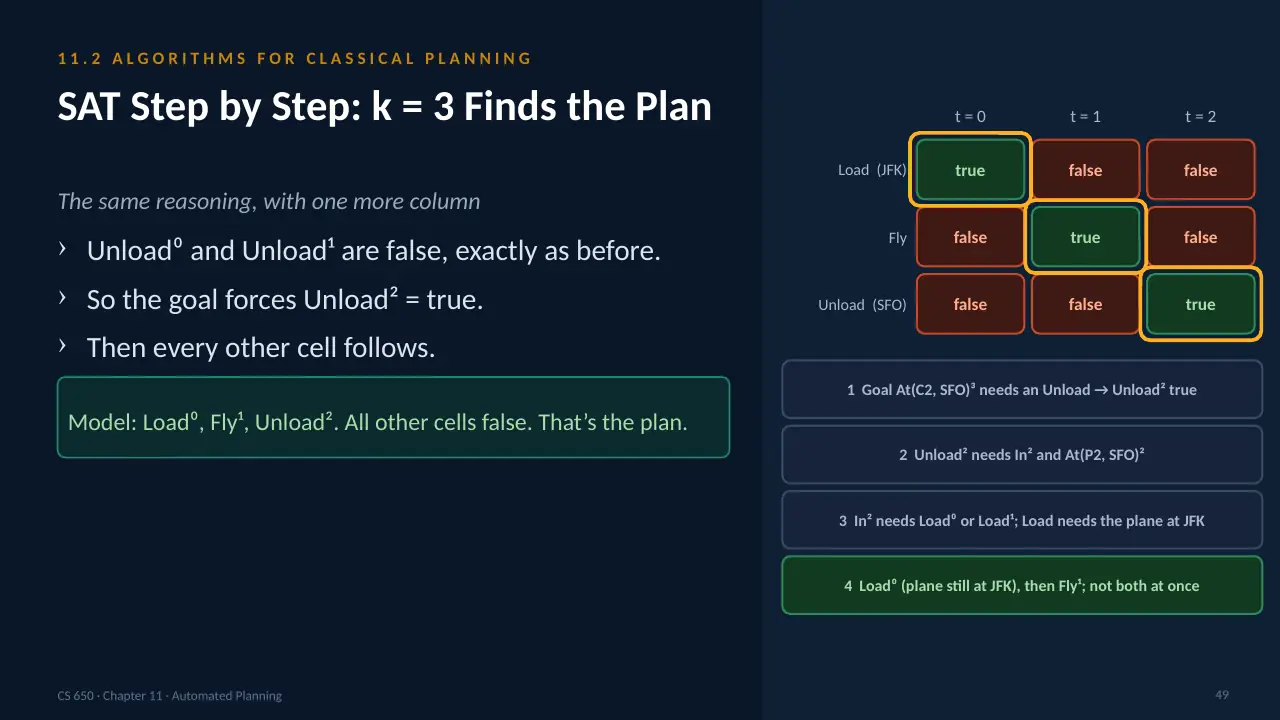 11.2 ALGORITHMS FOR CLASSICAL PLANNING
SAT Step by Step: k = 3 Finds the Plan
The same reasoning, with one more column
› Unload⁰ and Unload¹ are false, exactly as before.
› So the goal forces Unload² = true.
› Then every other cell follows.
Model: Load⁰, Fly¹, Unload². All other cells false. That’s the plan.
t = 0 t = 1 t = 2
Load (JFK) true false false
Fly false true false
Unload (SFO) false false true
1 Goal At(C2, SFO)³ needs an Unload → Unload² true
2 Unload² needs In² and At(P2, SFO)²
3 In² needs Load⁰ or Load¹; Load needs the plane at JFK
4 Load⁰ (plane still at JFK), then Fly¹; not both at once
CS 650 · Chapter 11 · Automated Planning
49